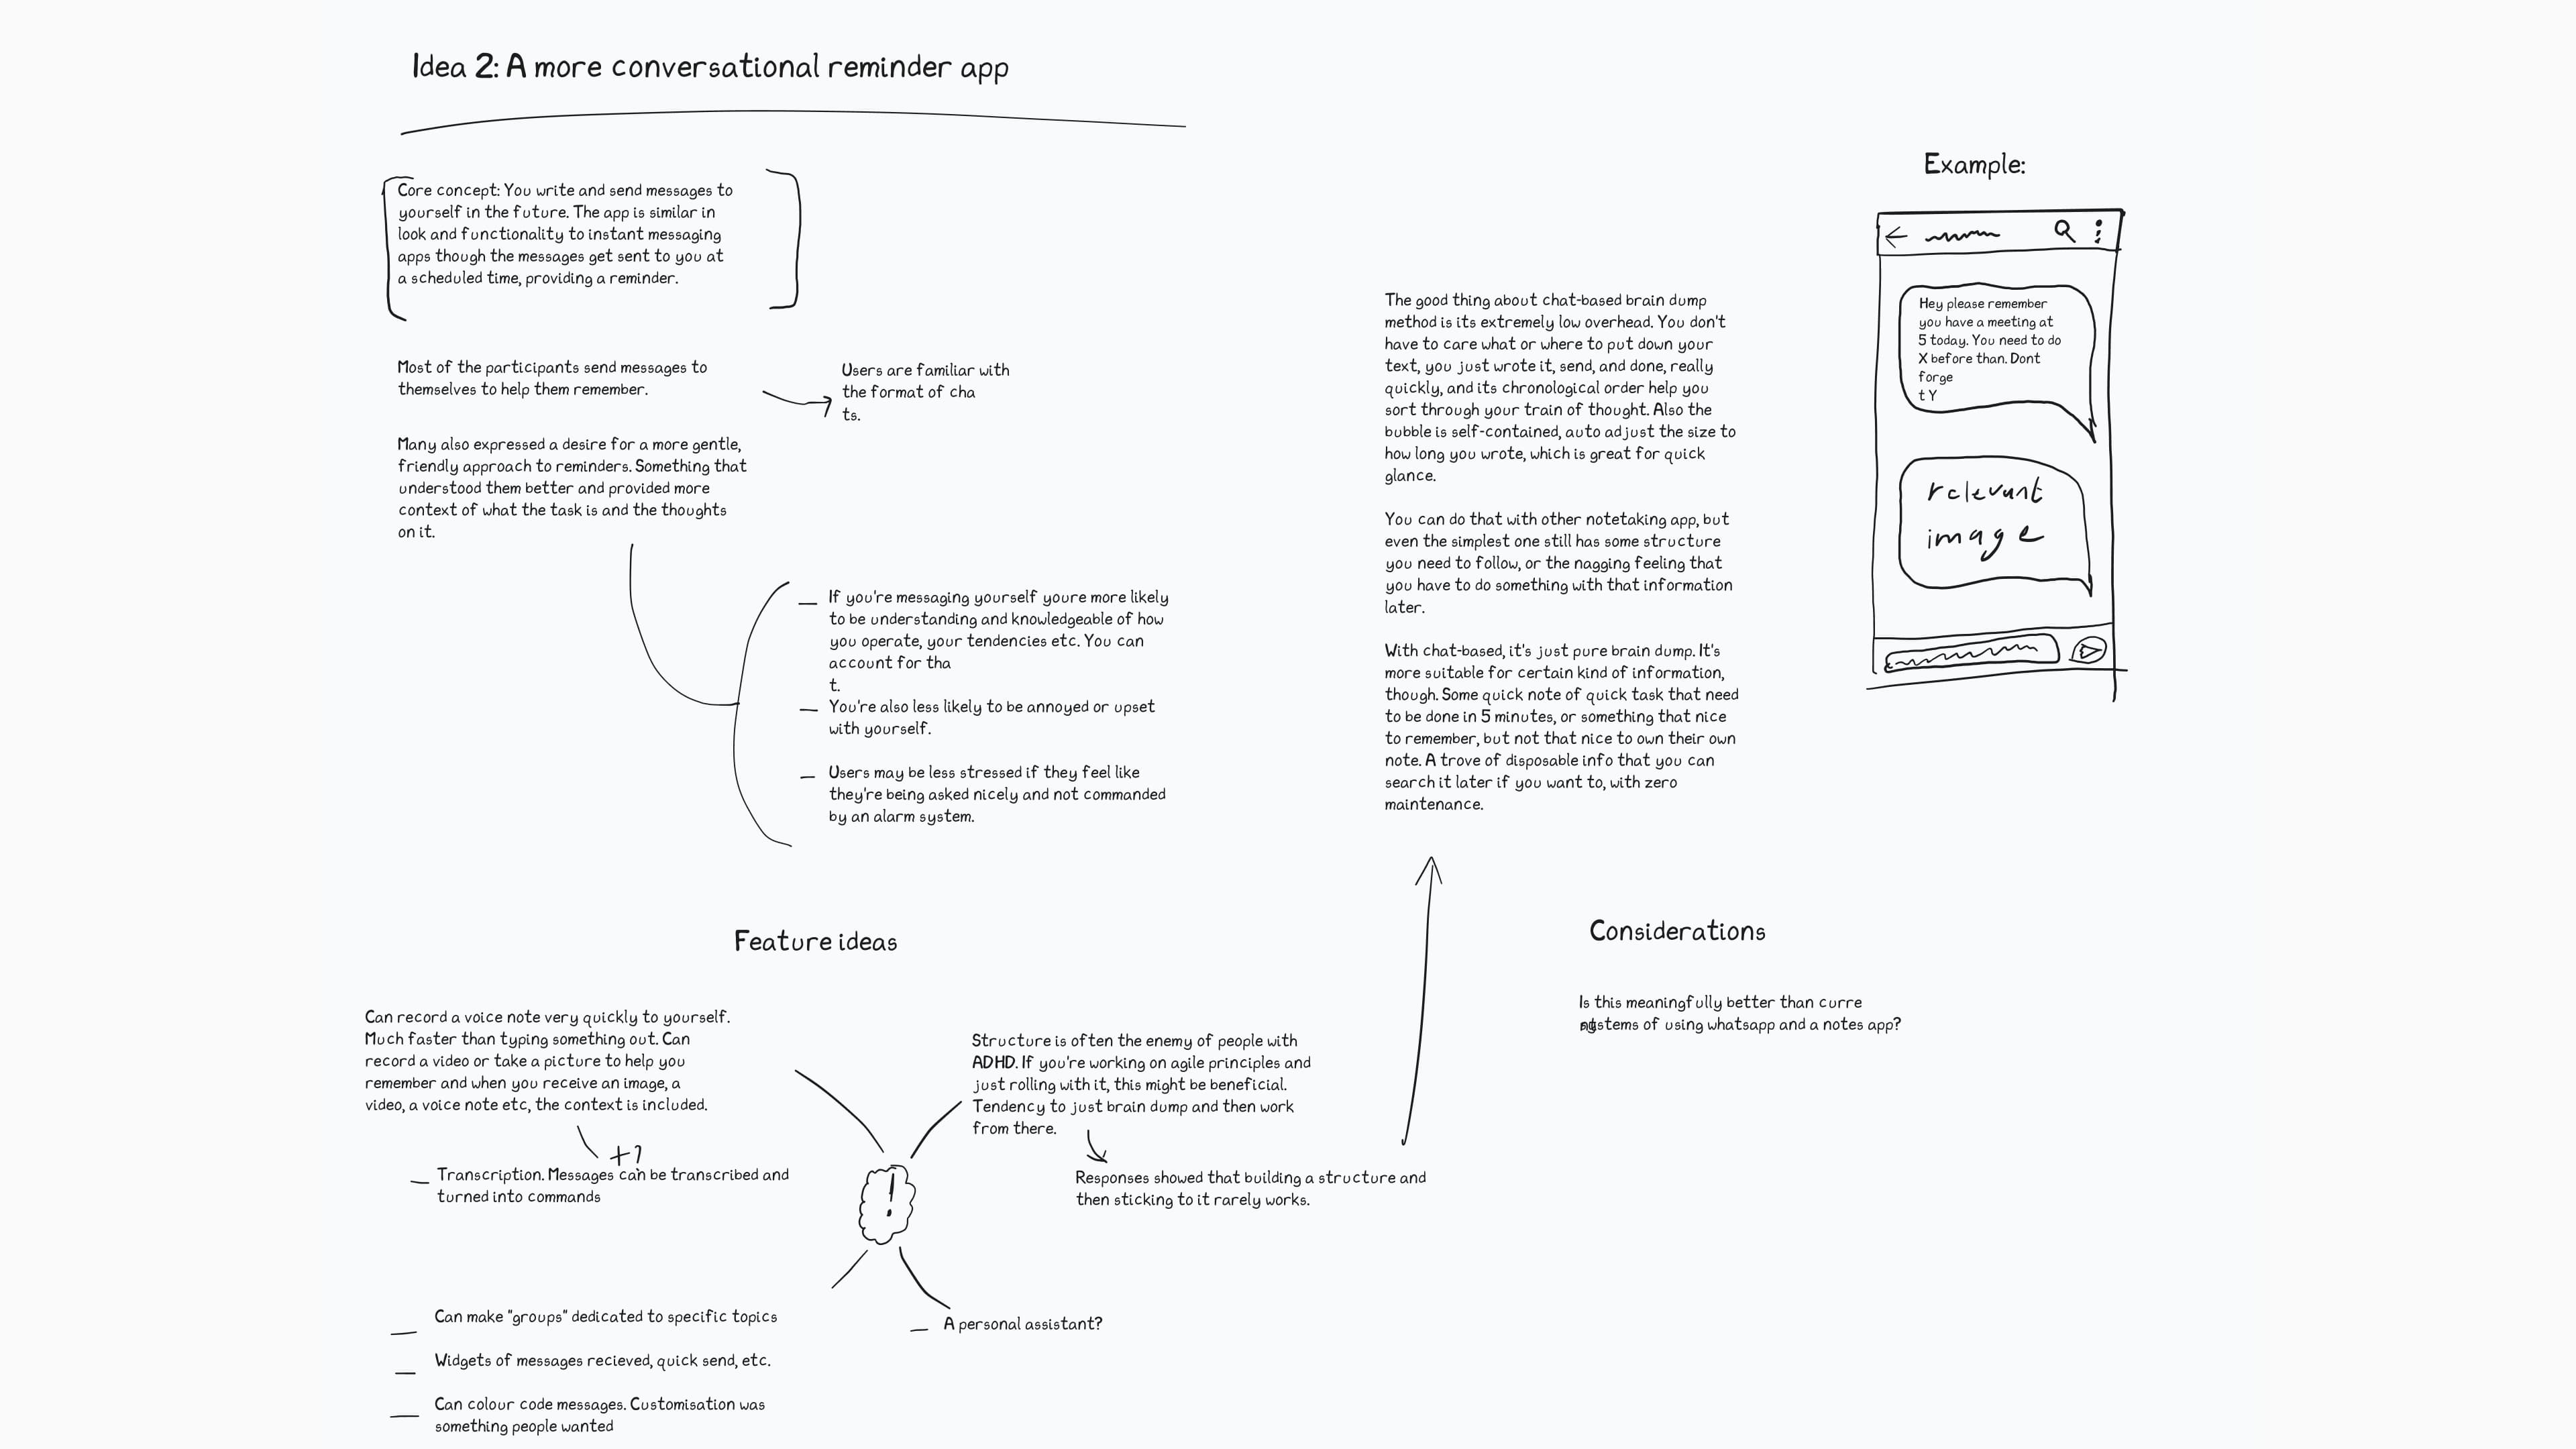 Idea 2: A more conversational reminder app
Core concept: You write and send messages to
yourself in the future. The app is similar in
look and functionality to instant messaging
apps though the messages get sent to you at
a scheduled time, providing a reminder.
Most of the participants send messages to
themselves to help them remember.
Users are familiar with
the format of cha
ts.
Many also expressed a desire for a more gentle,
friendly approach to reminders. Something that
understood them better and provided more
context of what the task is and the thoughts
on it.
If you're messaging yourself youre more likely
to be understanding and knowledgeable of how
you operate, your tendencies etc. You can
account for tha
t.
You're also less likely to be annoyed or upset
with yourself.
Users may be less stressed if they feel like
they're being asked nicely and not commanded
by an alarm system.
The good thing about chat-based brain dump
method is its extremely low overhead. You don't
have to care what or where to put down your
text, you just wrote it, send, and done, really
quickly, and its chronological order help you
sort through your train of thought. Also the
bubble is self-contained, auto adjust the size to
how long you wrote, which is great for quick
glance.
You can do that with other notetaking app, but
even the simplest one still has some structure
you need to follow, or the nagging feeling that
you have to do something with that information
later.
With chat-based, it's just pure brain dump. It's
more suitable for certain kind of information,
though. Some quick note of quick task that need
to be done in 5 minutes, or something that nice
to remember, but not that nice to own their own
note. A trove of disposable info that you can
search it later if you want to, with zero
maintenance.
Example:
Hey please remember
you have a meeting at
5 today. You need to do
X before than. Dont
forge
t Y
relevant
image
Feature ideas
Can record a voice note very quickly to yourself.
Much faster than typing something out. Can
record a video or take a picture to help you
remember and when you receive an image, a
video, a voice note etc, the context is included.
+?
Transcription. Messages can be transcribed and
turned into commands
Structure is often the enemy of people with
ADHD. If you're working on agile principles and
just rolling with it, this might be beneficial.
Tendency to just brain dump and then work
from there.
Responses showed that building a structure and
then sticking to it rarely works.
!
Can make "groups" dedicated to specific topics
Widgets of messages recieved, quick send, etc.
Can colour code messages. Customisation was
something people wanted
A personal assistant?
Considerations
Is this meaningfully better than curre
nt
systems of using whatsapp and a notes app?